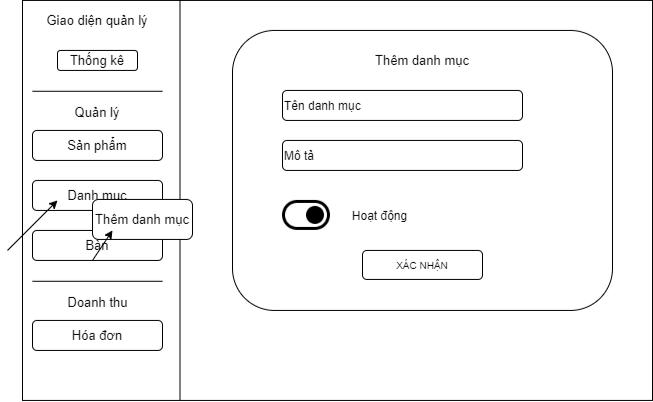 Giao diện quản lý
Thống kê
Quản lý
Sản phẩm
Danh mục
Thêm danh mục
Bàn
Doanh thu
Hóa đơn
Thêm danh mục
Tên danh mục
Mô tả
Hoạt động
XÁC NHẬN